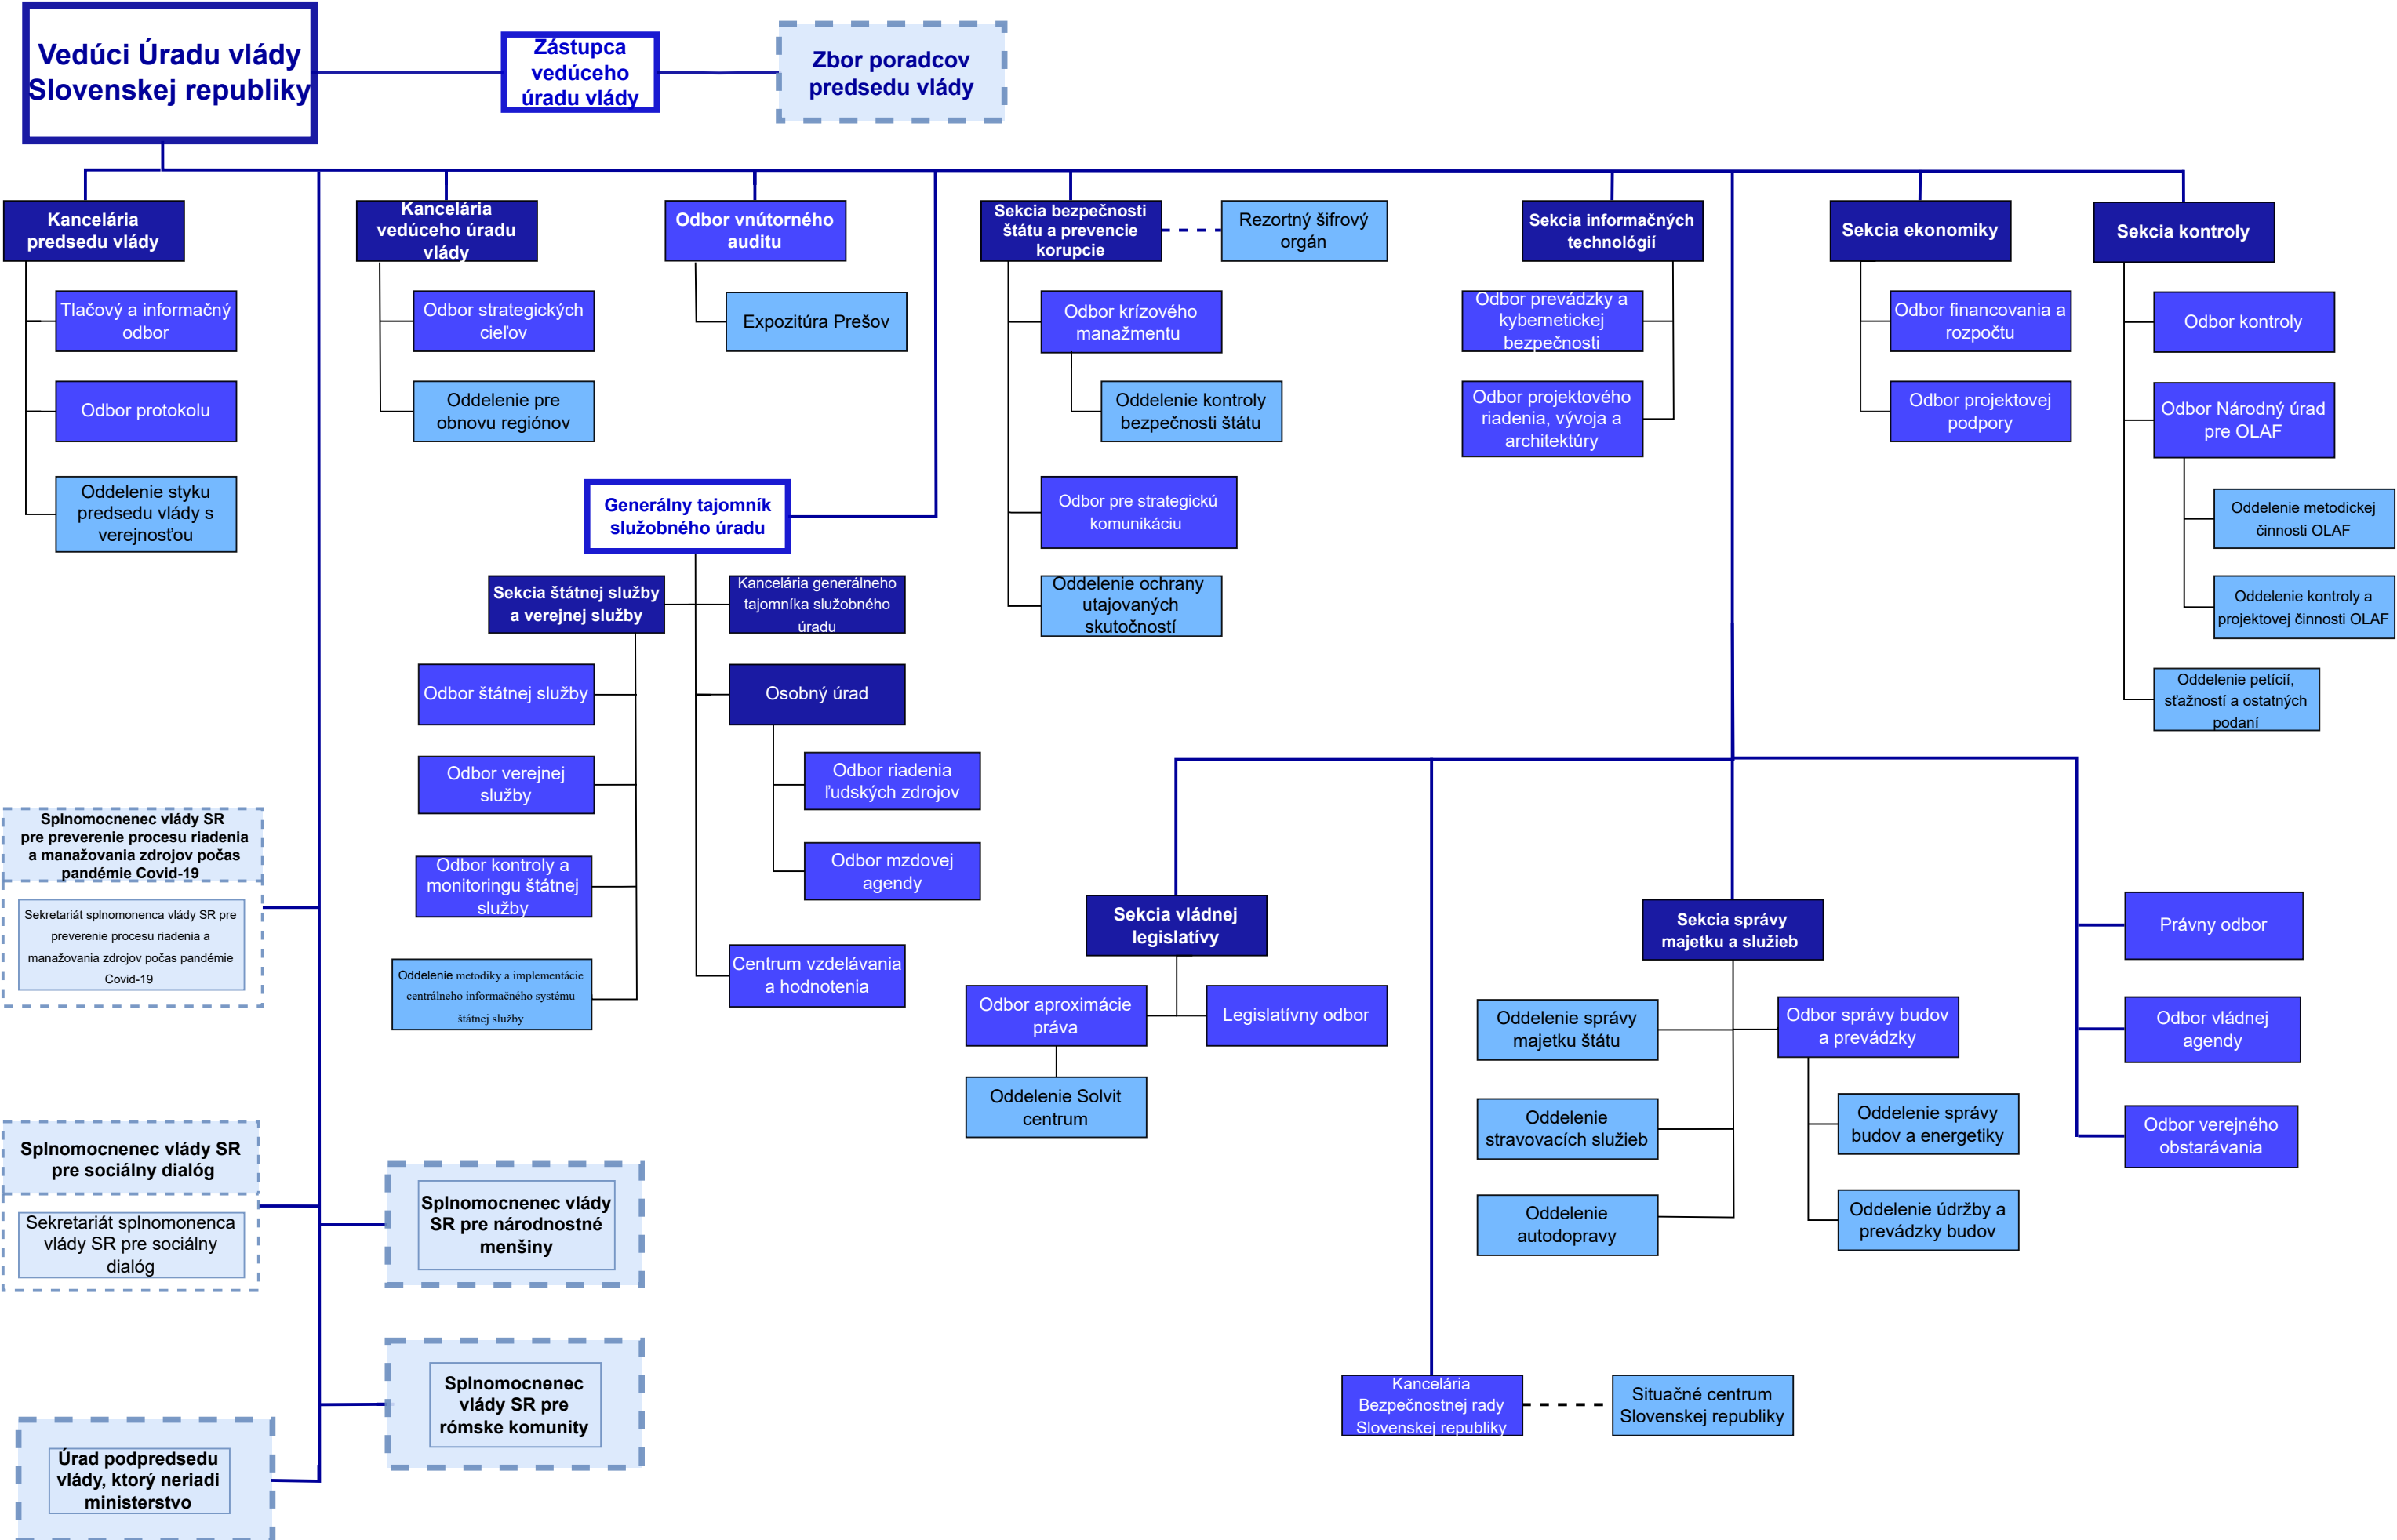 Vedúci Úradu vlády
Slovenskej republiky
Zástupca
vedúceho
úradu vlády
Zbor poradcov
predsedu vlády
Kancelária
predsedu vlády
Tlačový a informačný
odbor
Odbor protokolu
Oddelenie styku
predsedu vlády s
verejnosťou
Kancelária
vedúceho úradu
vlády
Odbor strategických
cieľov
Oddelenie pre
obnovu regiónov
Odbor vnútorného
auditu
Expozitúra Prešov
Sekcia bezpečnosti
štátu a prevencie
korupcie
Rezortný šifrový
orgán
Odbor krízového
manažmentu
Oddelenie kontroly
bezpečnosti štátu
Odbor pre strategickú
komunikáciu
Oddelenie ochrany
utajovaných
skutočností
Sekcia informačných
technológií
Odbor prevádzky a
kybernetickej
bezpečnosti
Odbor projektového
riadenia, vývoja a
architektúry
Sekcia ekonomiky
Odbor financovania a
rozpočtu
Odbor projektovej
podpory
Sekcia kontroly
Odbor kontroly
Odbor Národný úrad
pre OLAF
Oddelenie metodickej
činnosti OLAF
Oddelenie kontroly a
projektovej činnosti OLAF
Oddelenie petícií,
sťažností a ostatných
podaní
Generálny tajomník
služobného úradu
Sekcia štátnej služby
a verejnej služby
Kancelária generálneho
tajomníka služobného
úradu
Odbor štátnej služby
Osobný úrad
Odbor verejnej
služby
Odbor riadenia
ľudských zdrojov
Odbor kontroly a
monitoringu štátnej
služby
Odbor mzdovej
agendy
Oddelenie metodiky a implementácie
centrálneho informačného systému
štátnej služby
Centrum vzdelávania
a hodnotenia
Splnomocnenec vlády SR
pre preverenie procesu riadenia
a manažovania zdrojov počas
pandémie Covid-19
Sekretariát splnomonenca vlády SR pre
preverenie procesu riadenia a
manažovania zdrojov počas pandémie
Covid-19
Sekcia vládnej
legislatívy
Odbor aproximácie
práva
Legislatívny odbor
Oddelenie Solvit
centrum
Sekcia správy
majetku a služieb
Oddelenie správy
majetku štátu
Odbor správy budov
a prevádzky
Oddelenie
stravovacích služieb
Oddelenie správy
budov a energetiky
Oddelenie
autodopravy
Oddelenie údržby a
prevádzky budov
Právny odbor
Odbor vládnej
agendy
Odbor verejného
obstarávania
Splnomocnenec vlády SR
pre sociálny dialóg
Sekretariát splnomonenca
vlády SR pre sociálny
dialóg
Splnomocnenec vlády
SR pre národnostné
menšiny
Splnomocnenec
vlády SR pre
rómske komunity
Úrad podpredsedu
vlády, ktorý neriadi
ministerstvo
Kancelária
Bezpečnostnej rady
Slovenskej republiky
Situačné centrum
Slovenskej republiky